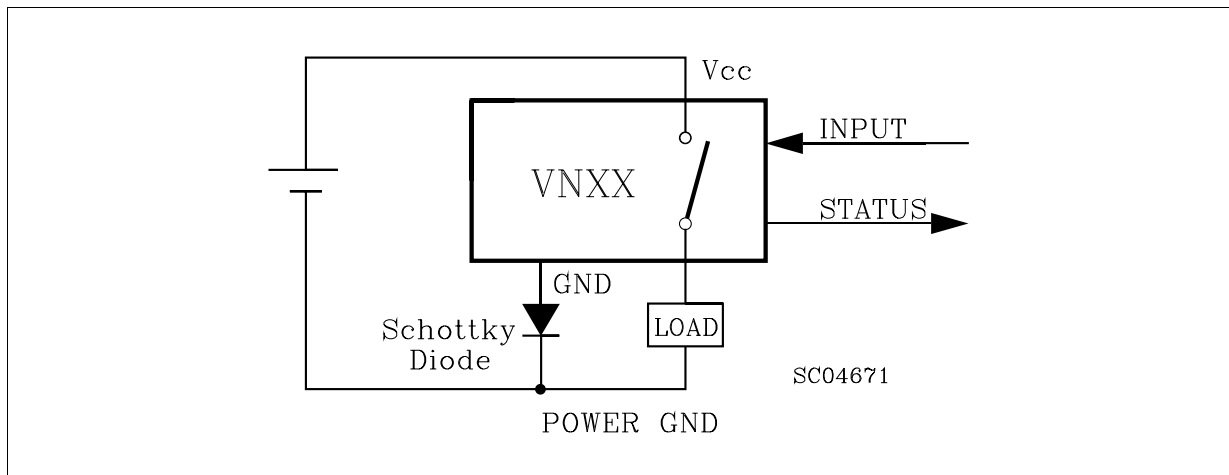 Vcc
INPUT
VNXX
STATUS
GND
Schottky
Diode
LOAD
SC04671
POWER GND